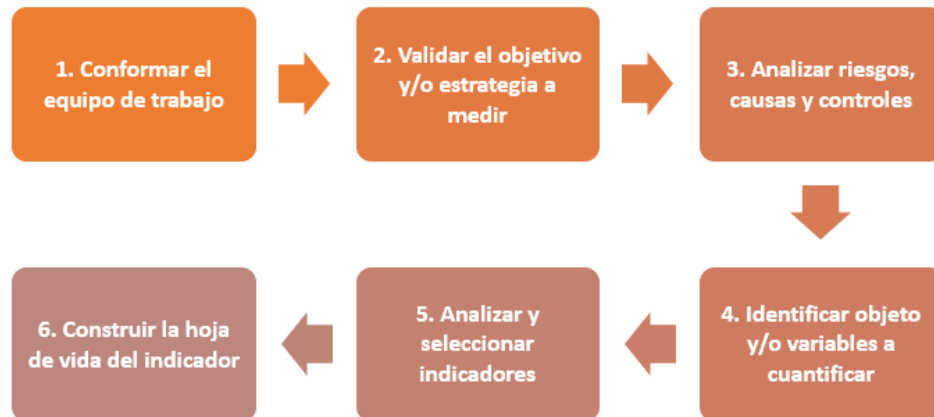 1. Conformar el
equipo de trabajo
2. Validar el objetivo
y/o estrategia a
medir
3. Analizar riesgos,
causas y controles
4. Identificar objeto
y/o variables a
cuantificar
5. Analizar y
seleccionar
indicadores
6. Construir la hoja
de vida del indicador